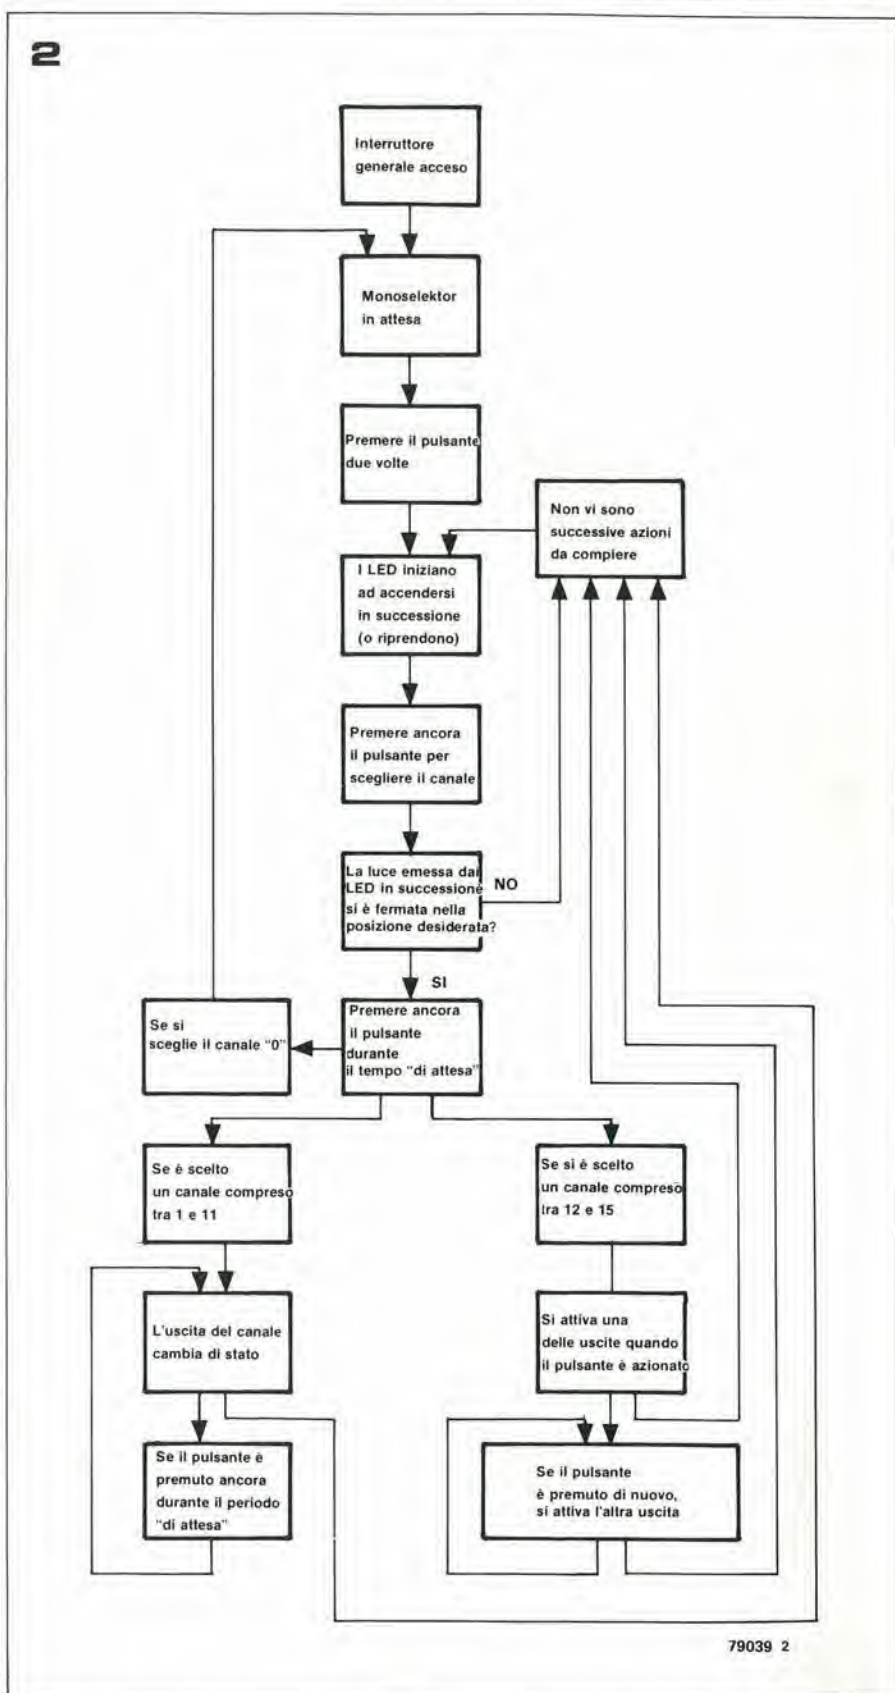 2
Interruttore
generale acceso
Monoselektor
in attesa
Premere il pulsante
due volte
Non vi sono
successive azioni
da compiere
I LED iniziano
ad accendersi
in successione
(o riprendono)
Premere ancora
il pulsante per
scegliere il canale
La luce emessa dai
LED in successione
si è fermata nella
posizione desiderata?
NO
SI
Se si
sceglie il canale "0"
Premere ancora
il pulsante
durante
il tempo "di attesa"
Se è scelto
un canale compreso
tra 1 e 11
Se si è scelto
un canale compreso
tra 12 e 15
L'uscita del canale
cambia di stato
Si attiva una
delle uscite quando
il pulsante è azionato
Se il pulsante è
premuto ancora
durante il periodo
"di attesa"
Se il pulsante
è premuto di nuovo,
si attiva l'altra uscita
79039 2